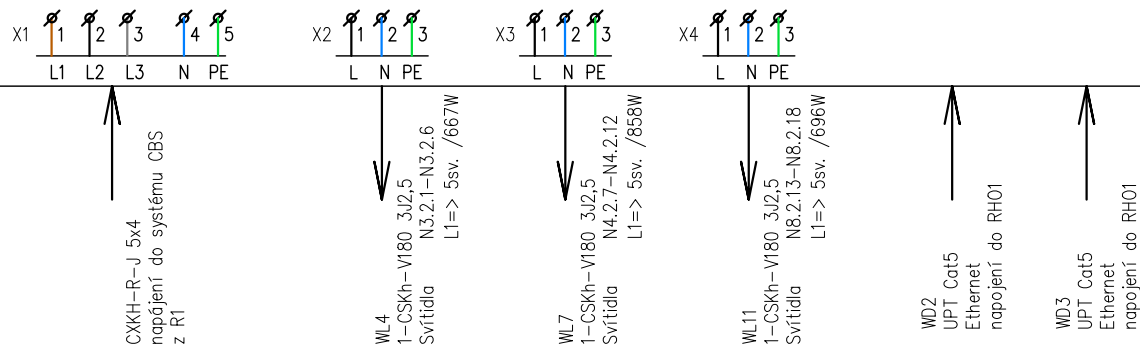 X1 1 2 3 4 5
L1 L2 L3 N PE
X2 1 2 3
L N PE
X3 1 2 3
L N PE
X4 1 2 3
L N PE
CXKH-R-J 5x4
napájení do systému CBS
z R1
WL4
1-CSKh-V180 3J2,5
Svítidla N3.2.1-N3.2.6
L1=> 5sv. /667W
WL7
1-CSKh-V180 3J2,5
Svítidla N4.2.7-N4.2.12
L1=> 5sv. /858W
WL11
1-CSKh-V180 3J2,5
Svítidla N8.2.13-N8.2.18
L1=> 5sv. /696W
WD2
UPT Cat5
Ethernet
napojení do RH01
WD3
UPT Cat5
Ethernet
napojení do RH01